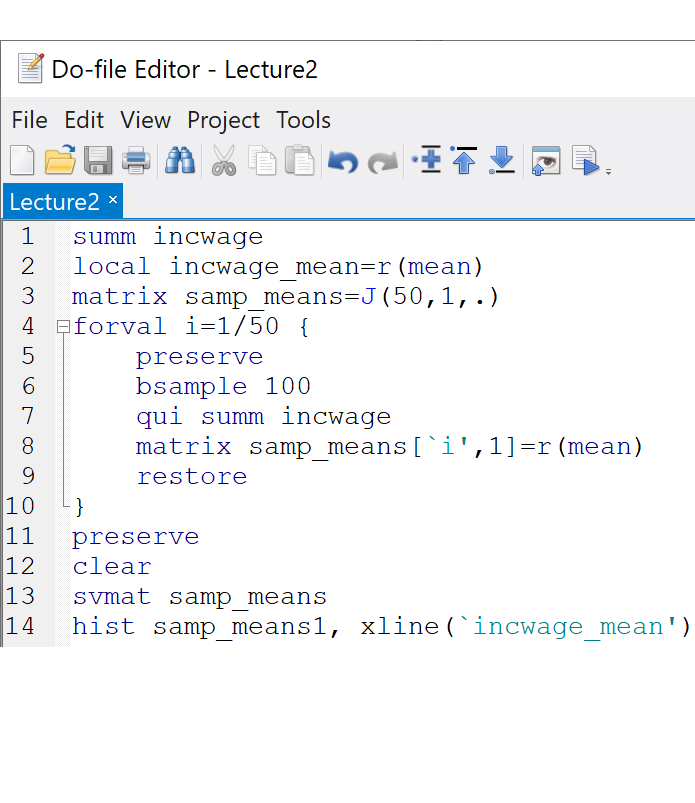 Do-file Editor - Lecture2
File Edit View Project Tools
Lecture2 ×
1 summ incwage
2 local incwage_mean=r(mean)
3 matrix samp_means=J(50,1,.)
4 forval i=1/50 {
5 preserve
6 bsample 100
7 qui summ incwage
8 matrix samp_means[`i',1]=r(mean)
9 restore
10 }
11 preserve
12 clear
13 svmat samp_means
14 hist samp_means1, xline(`incwage_mean')